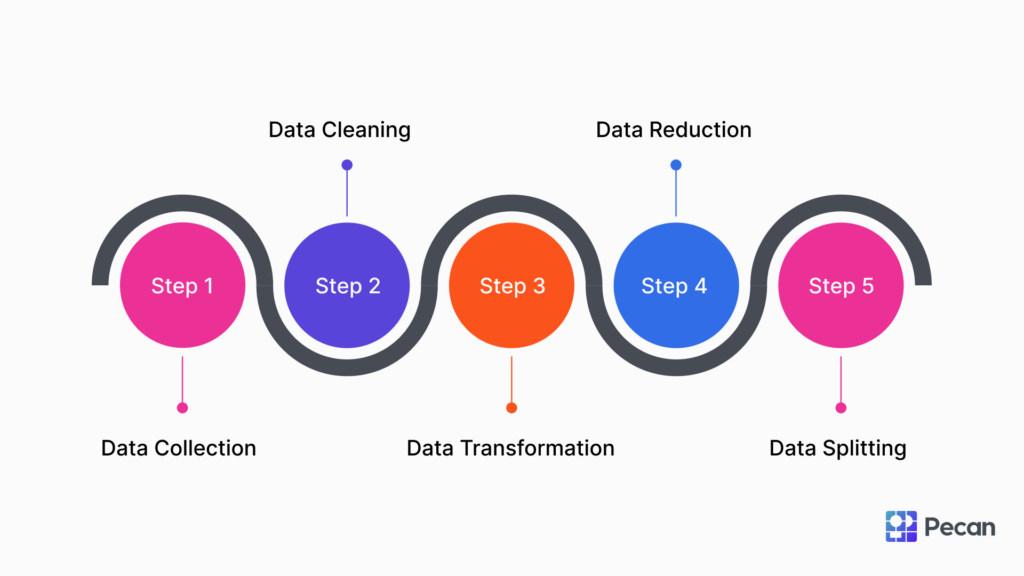 Data Cleaning
Data Reduction
Step 1
Step 2
Step 3
Step 4
Step 5
Data Collection
Data Transformation
Data Splitting
Pecan